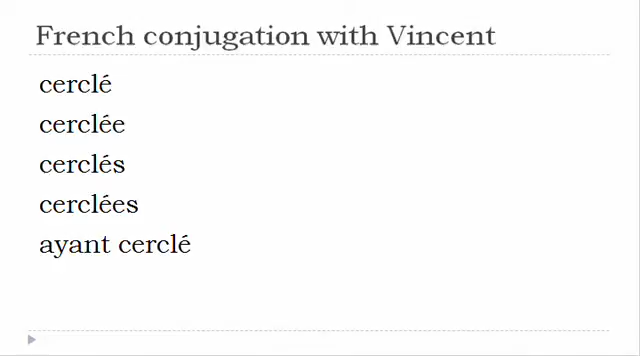 French conjugation with Vincent
cerclé
cerclée
cerclés
cerclées
ayant cerclé